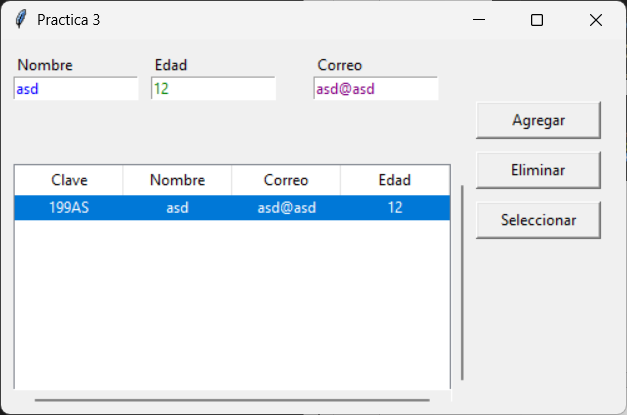 Practica 3
Nombre Edad Correo
asd 12 asd@asd
Agregar
Eliminar
Seleccionar
Clave Nombre Correo Edad
199AS asd asd@asd 12